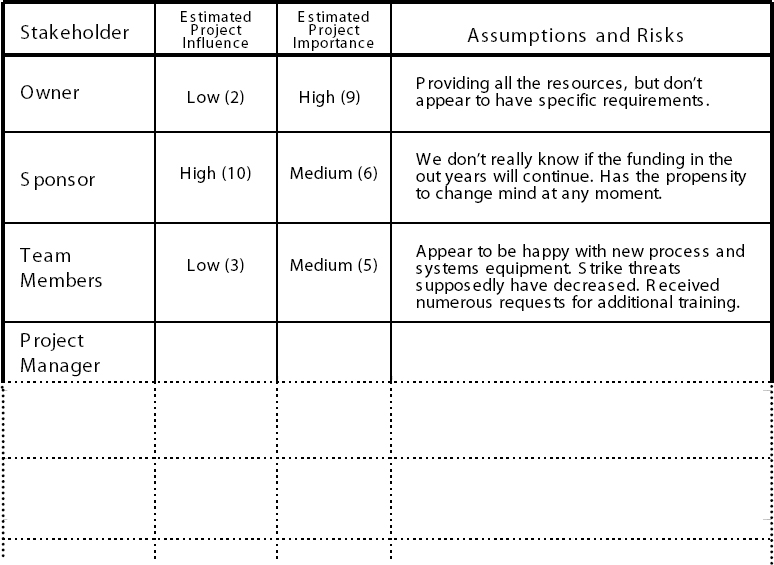 Stakeholder
Estimated
Project
Influence
Estimated
Project
Importance
Assumptions and Risks
Owner
Low (2)
High (9)
Providing all the resources, but don’t
appear to have specific requirements.
Sponsor
High (10)
Medium (6)
We don’t really know if the funding in the
out years will continue. Has the propensity
to change mind at any moment.
Team
Members
Low (3)
Medium (5)
Appear to be happy with new process and
systems equipment. Strike threats
supposedly have decreased. Received
numerous requests for additional training.
Project
Manager